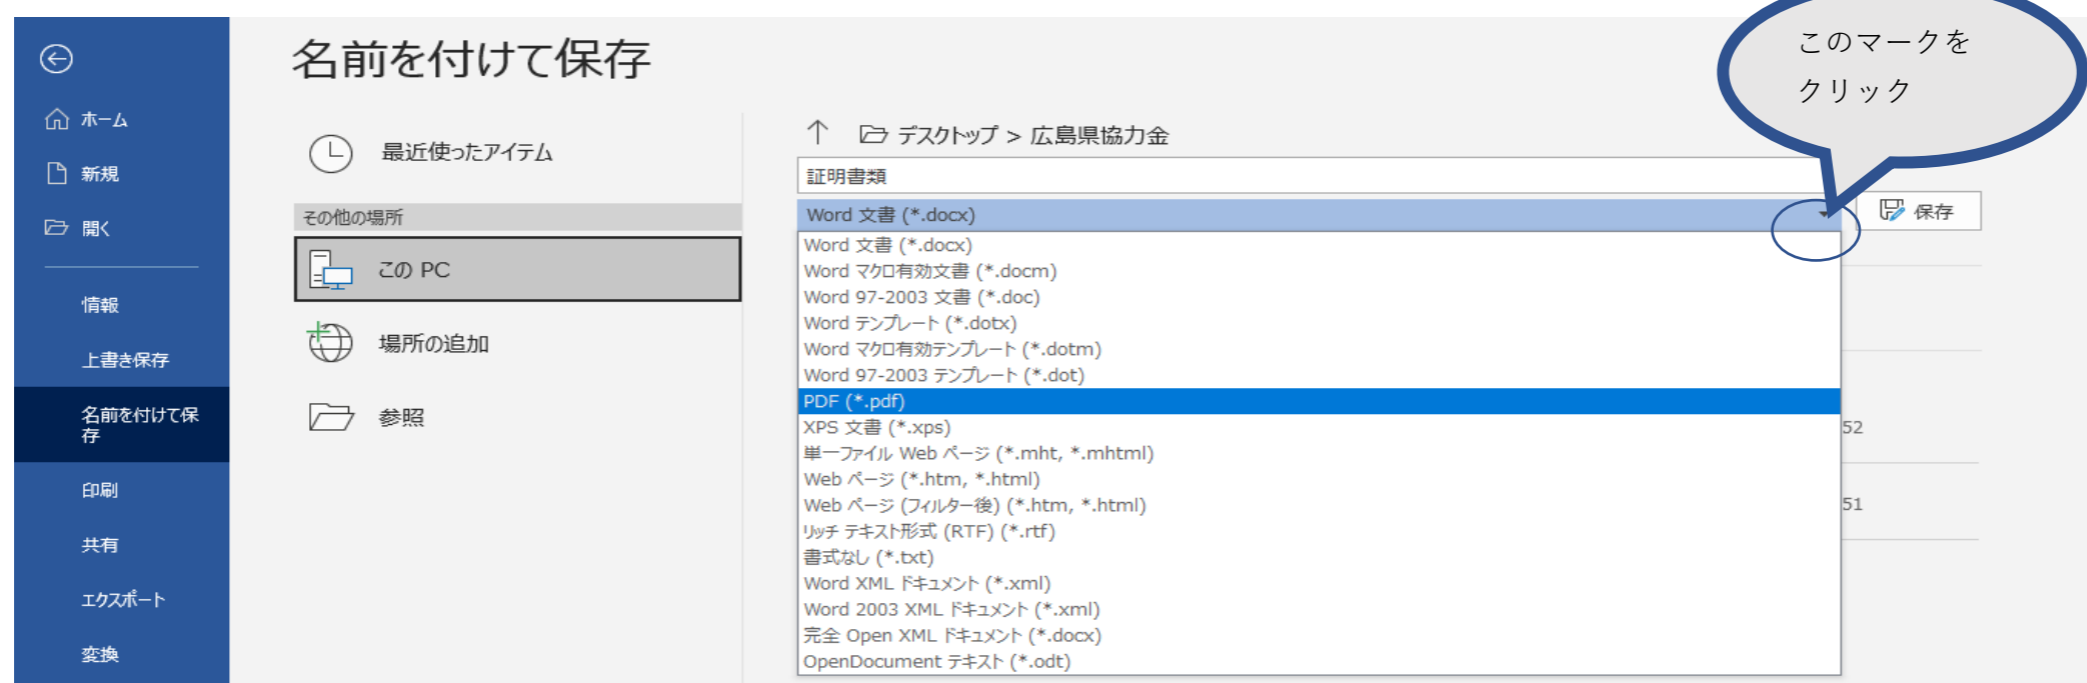 名前を付けて保存
このマークを
クリック
ホーム
新規
開く
情報
上書き保存
名前を付けて保
存
印刷
共有
エクスポート
変換
最近使ったアイテム
その他の場所
この PC
場所の追加
参照
デスクトップ > 広島県協力金
証明書類
Word 文書 (*.docx)
保存
Word 文書 (*.docx)
Word マクロ有効文書 (*.docm)
Word 97-2003 文書 (*.doc)
Word テンプレート (*.dotx)
Word マクロ有効テンプレート (*.dotm)
Word 97-2003 テンプレート (*.dot)
PDF (*.pdf)
XPS 文書 (*.xps)
52
単一ファイル Web ページ (*.mht, *.mhtml)
Web ページ (*.htm, *.html)
Web ページ (フィルター後) (*.htm, *.html)
51
リッチ テキスト形式 (RTF) (*.rtf)
書式なし (*.txt)
Word XML ドキュメント (*.xml)
Word 2003 XML ドキュメント (*.xml)
完全 Open XML ドキュメント (*.docx)
OpenDocument テキスト (*.odt)